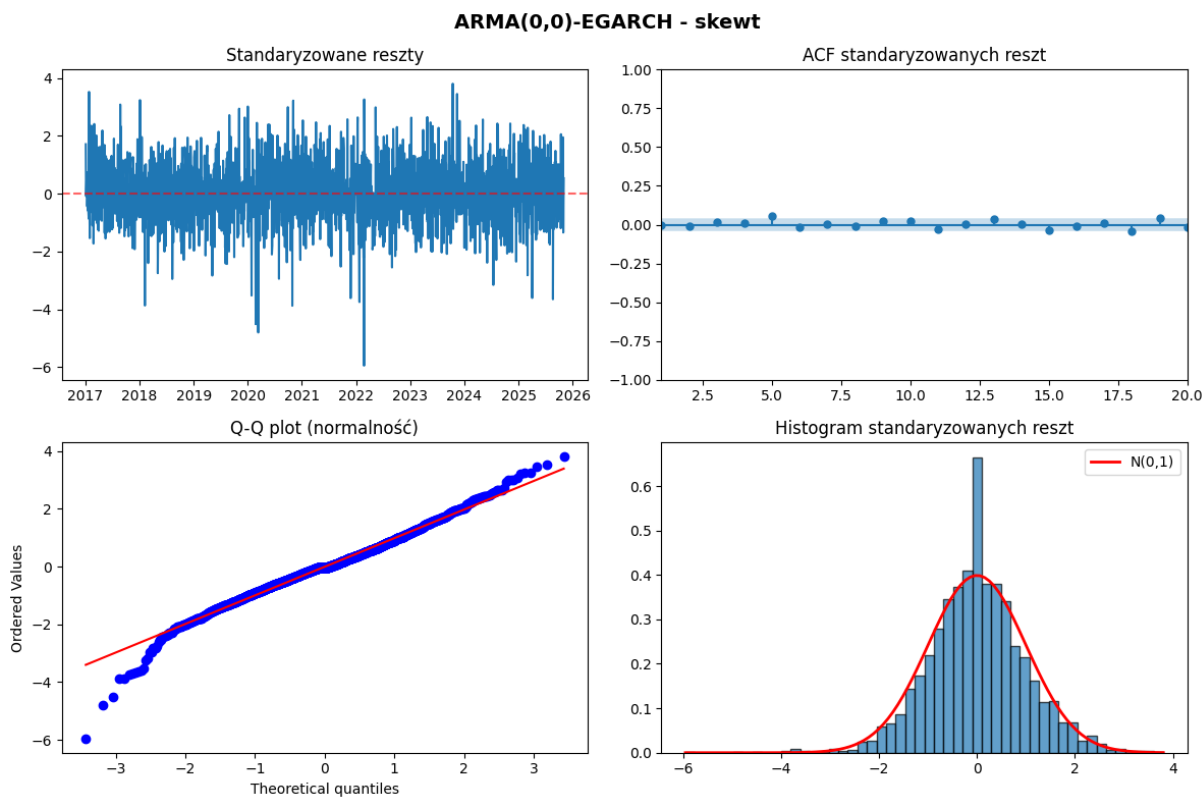 ARMA(0,0)-EGARCH - skewt
Standaryzowane reszty
4
2
0
−2
−4
−6
2017 2018 2019 2020 2021 2022 2023 2024 2025 2026
ACF standaryzowanych reszt
1.00
0.75
0.50
0.25
0.00
−0.25
−0.50
−0.75
−1.00
2.5 5.0 7.5 10.0 12.5 15.0 17.5 20.0
Q-Q plot (normalność)
Ordered Values
4
2
0
−2
−4
−6
−3 −2 −1 0 1 2 3
Theoretical quantiles
Histogram standaryzowanych reszt
N(0,1)
0.6
0.5
0.4
0.3
0.2
0.1
0.0
−6 −4 −2 0 2 4